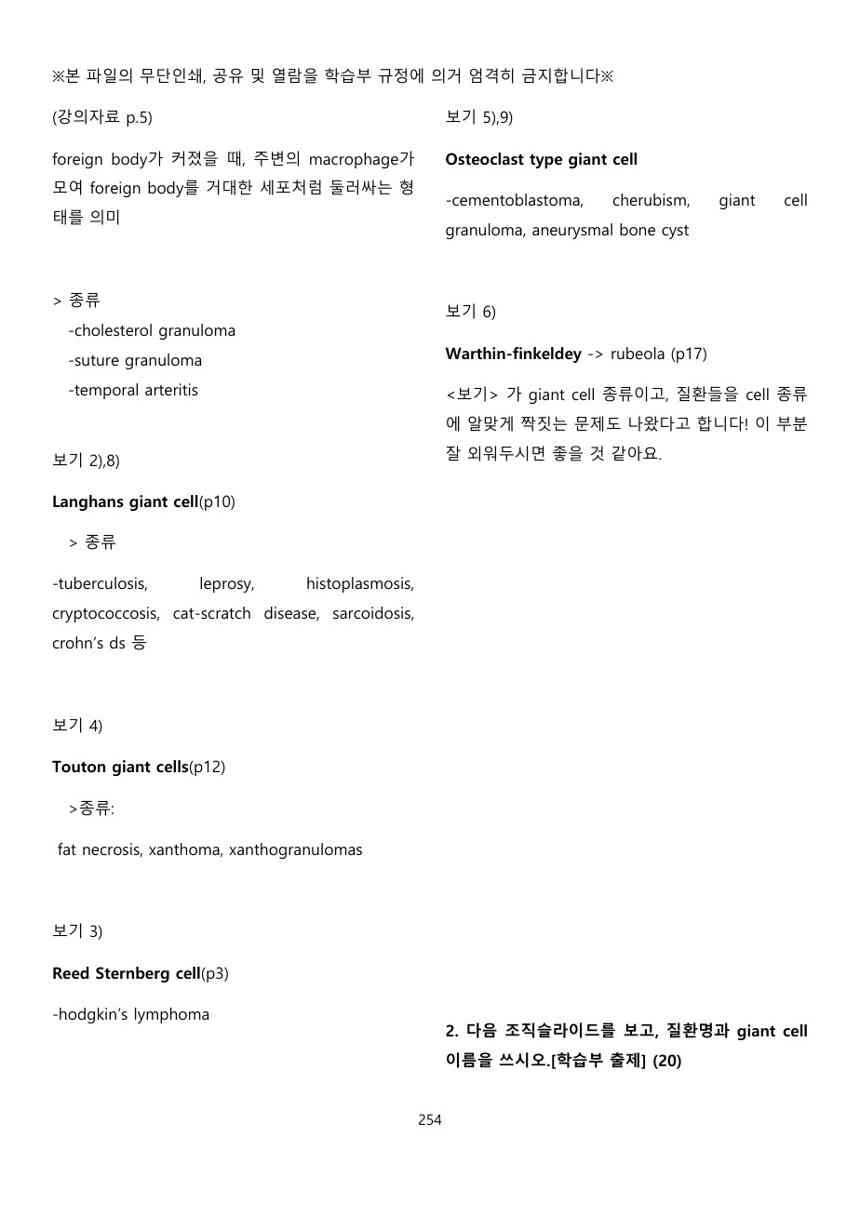 ※본 파일의 무단인쇄, 공유 및 열람을 학습부 규정에 의거 엄격히 금지합니다※
(강의자료 p.5)
foreign body가 커졌을 때, 주변의 macrophage가
모여 foreign body를 거대한 세포처럼 둘러싸는 형
태를 의미
> 종류
-cholesterol granuloma
-suture granuloma
-temporal arteritis
보기 2),8)
Langhans giant cell(p10)
> 종류
-tuberculosis, leprosy, histoplasmosis,
cryptococcosis, cat-scratch disease, sarcoidosis,
crohn’s ds 등
보기 4)
Touton giant cells(p12)
>종류:
fat necrosis, xanthoma, xanthogranulomas
보기 3)
Reed Sternberg cell(p3)
-hodgkin’s lymphoma
보기 5),9)
Osteoclast type giant cell
-cementoblastoma, cherubism, giant cell
granuloma, aneurysmal bone cyst
보기 6)
Warthin-finkeldey -> rubeola (p17)
<보기> 가 giant cell 종류이고, 질환들을 cell 종류
에 알맞게 짝짓는 문제도 나왔다고 합니다! 이 부분
잘 외워두시면 좋을 것 같아요.
2. 다음 조직슬라이드를 보고, 질환명과 giant cell
이름을 쓰시오.[학습부 출제] (20)
254